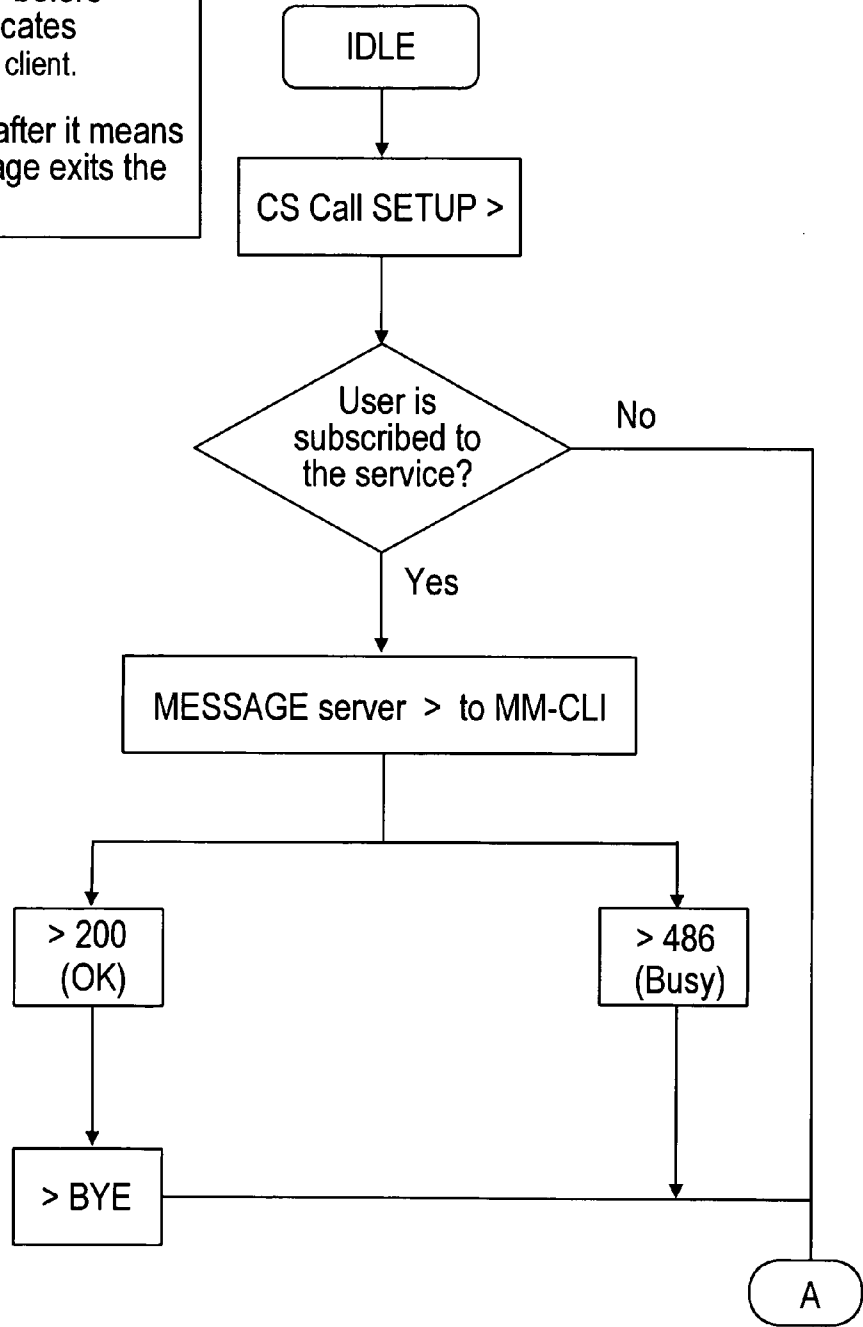 cates
client.
after it means
age exits the
IDLE
CS Call SETUP >
User is
subscribed to
the service?
No
Yes
MESSAGE server > to MM-CLI
> 200
(OK)
> 486
(Busy)
> BYE
A